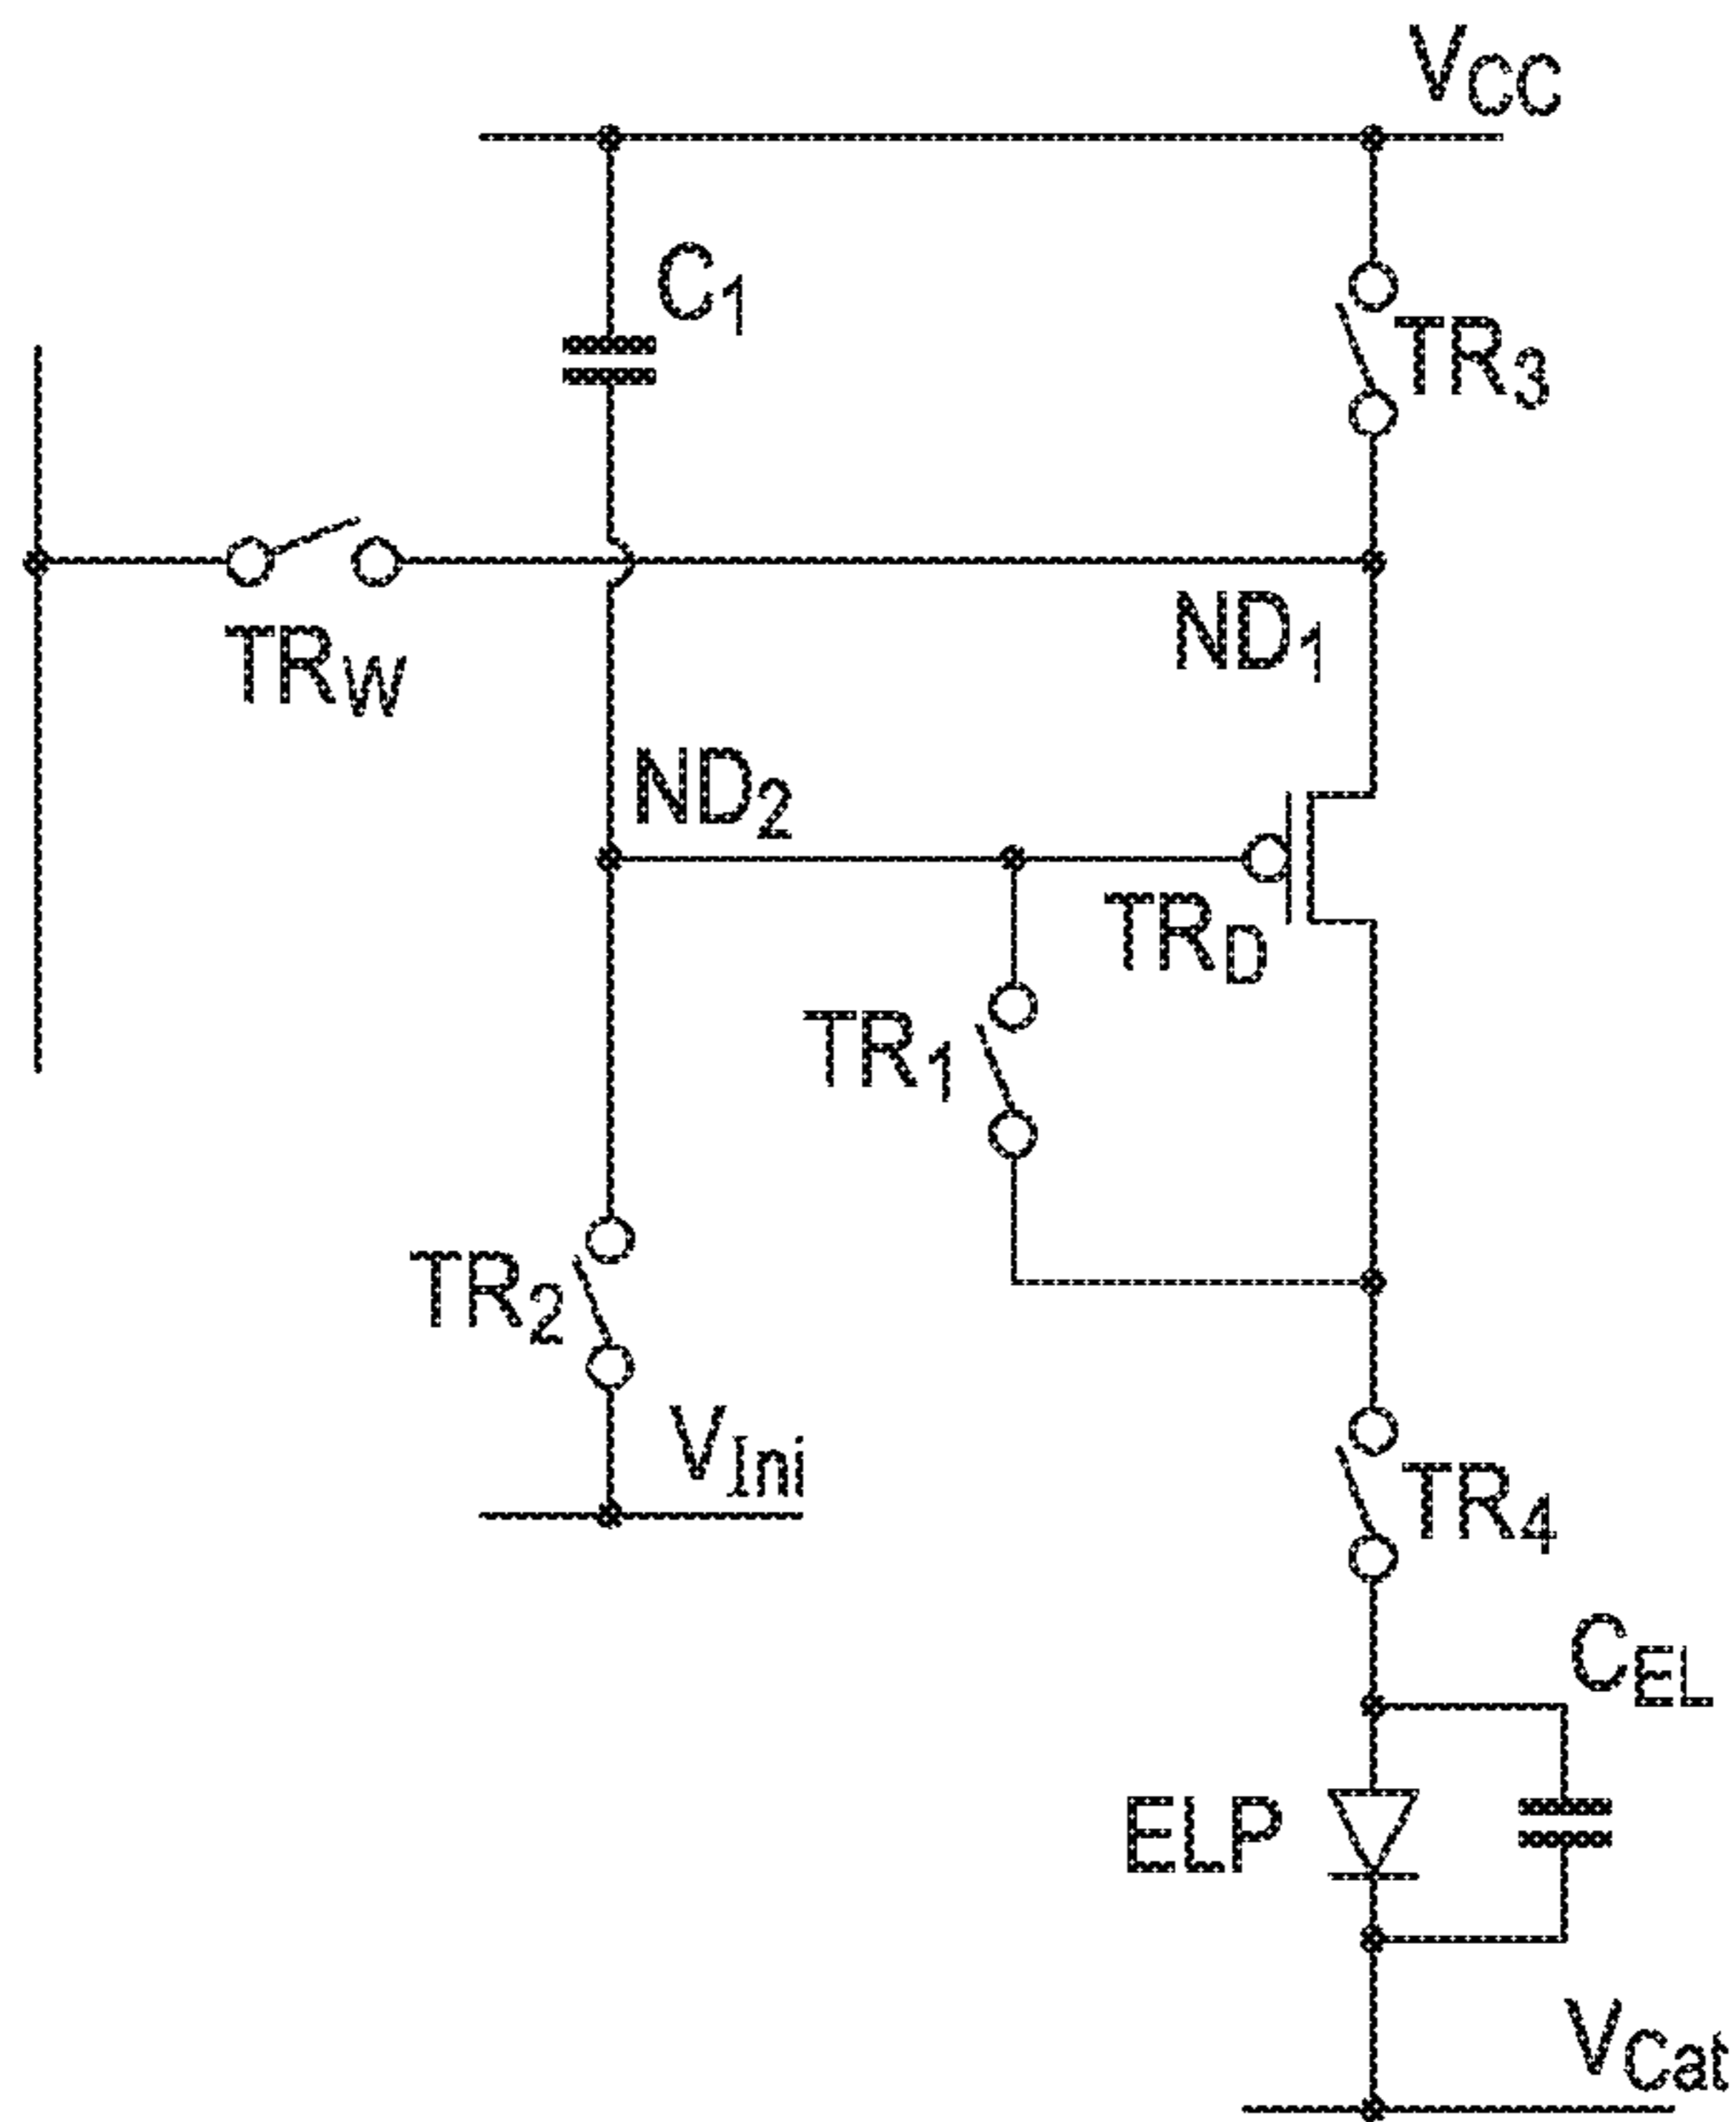 VCC
C1
TR3
TRW
ND1
ND2
TRD
TR1
TR2
VIni
TR4
CEL
ELP
VCat